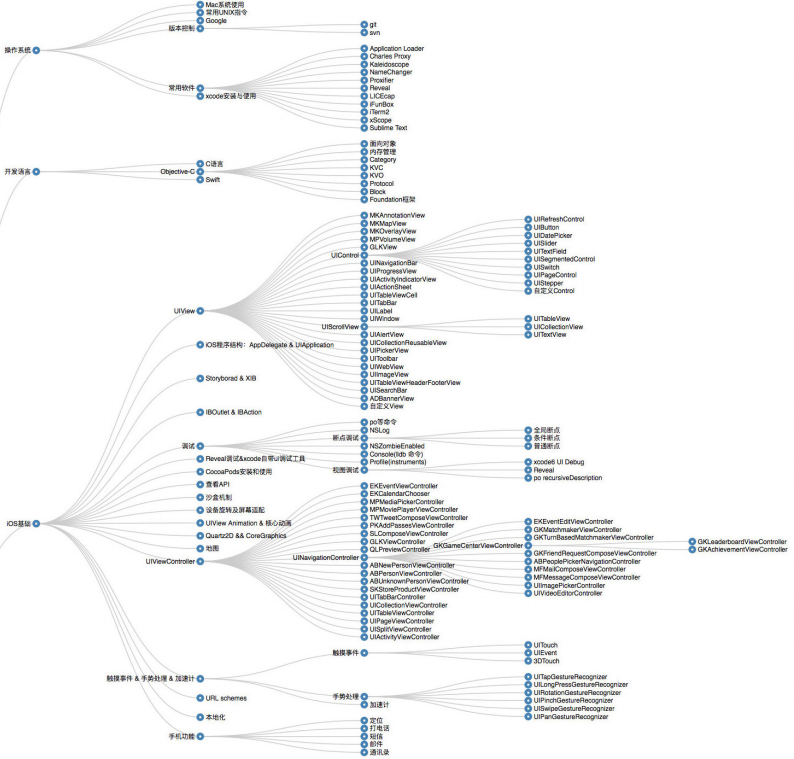 操作系统
Mac系统使用
常用UNIX指令
Google
版本控制
git
svn
常用软件
Application Loader
Charles Proxy
Kaleidoscope
NameChanger
Proxifier
Reveal
LICEcap
iFunBox
iTerm2
xScope
Sublime Text
xcode安装与使用
开发语言
C语言
Objective-C
面向对象
内存管理
Category
KVC
KVO
Protocol
Block
Foundation框架
Swift
iOS基础
UIView
MKAnnotationView
MKMapView
MKOverlayView
MPVolumeView
GLKView
UIControl
UIRefreshControl
UIButton
UIDatePicker
UISlider
UITextField
UISegmentedControl
UISwitch
UIPageControl
UIStepper
自定义Control
UINavigationBar
UIProgressView
UIActivityIndicatorView
UIActionSheet
UITableViewCell
UITabBar
UILabel
UIWindow
UIScrollView
UITableView
UICollectionView
UITextView
UIAlertView
UICollectionReusableView
UIPickerView
UIToolbar
UIWebView
UIImageView
UITableViewHeaderFooterView
UISearchBar
ADBannerView
自定义View
iOS程序结构：AppDelegate & UIApplication
Storyborad & XIB
IBOutlet & IBAction
调试
po等命令
NSLog
断点调试
全局断点
条件断点
普通断点
NSZombieEnabled
Console(lldb 命令)
Profile(instruments)
视图调试
xcode6 UI Debug
Reveal
po recursiveDescription
Reveal调试&xcode自带ui调试工具
CocoaPods安装和使用
查看API
沙盒机制
设备旋转及屏幕适配
UIView Animation & 核心动画
Quartz2D && CoreGraphics
地图
UIViewController
EKEventViewController
EKCalendarChooser
MPMediaPickerController
MPMoviePlayerViewController
TWTweetComposeViewController
PKAddPassesViewController
SLComposeViewController
GLKViewController
QLPreviewController
UINavigationController
EKEventEditViewController
GKMatchmakerViewController
GKTurnBasedMatchmakerViewController
GKGameCenterViewController
GKLeaderboardViewController
GKAchievementViewController
GKFriendRequestComposeViewController
ABPeoplePickerNavigationController
MFMailComposeViewController
MFMessageComposeViewController
UIImagePickerController
UIVideoEditorController
ABNewPersonViewController
ABPersonViewController
ABUnknownPersonViewController
SKStoreProductViewController
UITabBarController
UICollectionViewController
UITableViewController
UIPageViewController
UISplitViewController
UIActivityViewController
触摸事件 & 手势处理 & 加速计
触摸事件
UITouch
UIEvent
3DTouch
手势处理
UITapGestureRecognizer
UILongPressGestureRecognizer
UIRotationGestureRecognizer
UIPinchGestureRecognizer
UISwipeGestureRecognizer
UIPanGestureRecognizer
加速计
URL schemes
本地化
手机功能
定位
打电话
短信
邮件
通讯录